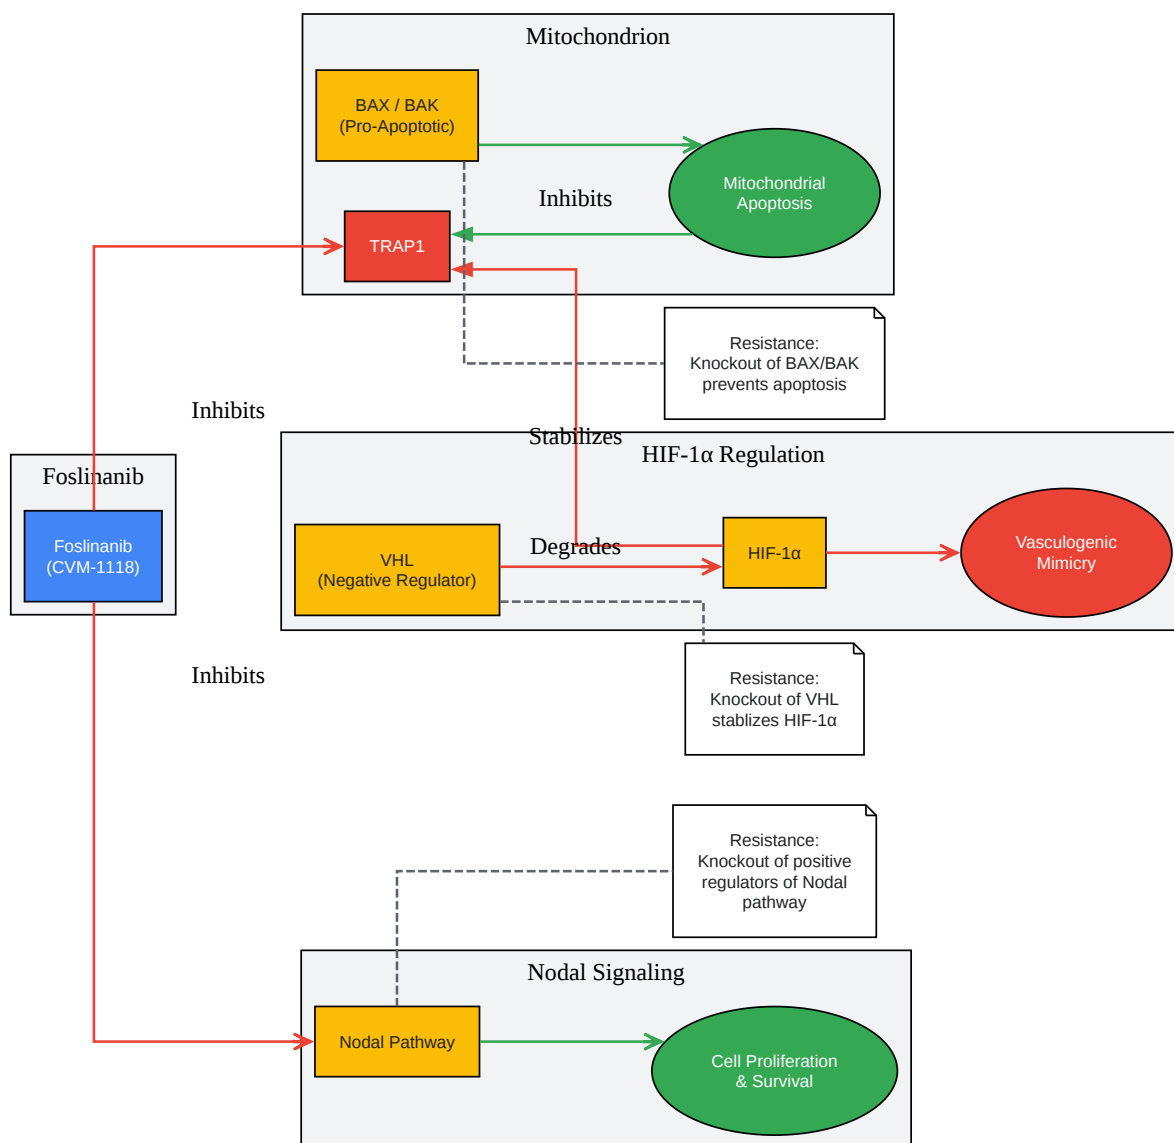 Mitochondrion
BAX / BAK
(Pro-Apoptotic)
Mitochondrial
Apoptosis
Inhibits
TRAP1
Resistance:
Knockout of BAX/BAK
prevents apoptosis
Inhibits
Stabilizes
HIF-1α Regulation
Foslinanib
Foslinanib
(CVM-1118)
VHL
(Negative Regulator)
Degrades
HIF-1α
Vasculogenic
Mimicry
Inhibits
Resistance:
Knockout of VHL
stablizes HIF-1α
Resistance:
Knockout of positive
regulators of Nodal
pathway
Nodal Signaling
Nodal Pathway
Cell Proliferation
& Survival